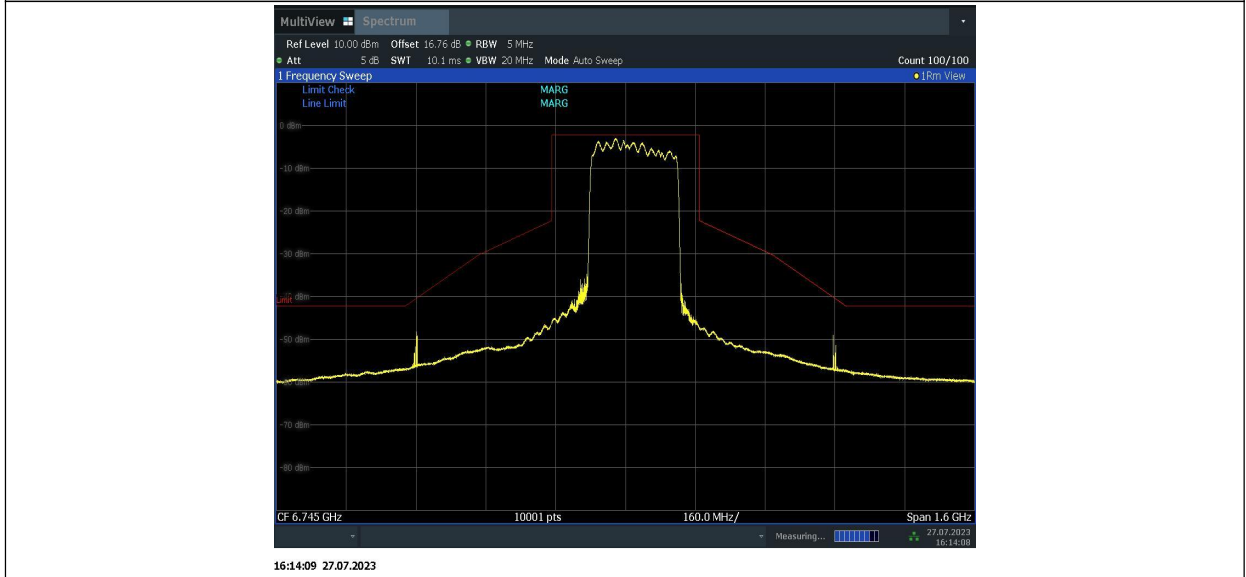 MultiView Spectrum
Ref Level 10.00 dBm Offset 16.76 dB RBW 5 MHz
Att 5 dB SWT 10.1 ms VBW 20 MHz Mode Auto Sweep Count 100/100
1 Frequency Sweep 1Rm View
Limit Check MARG
Line Limit MARG
0 dBm
-10 dBm
-20 dBm
-30 dBm
Limit dBm
-50 dBm
-60 dBm
-70 dBm
-80 dBm
CF 6.745 GHz 10001 pts 160.0 MHz/ Span 1.6 GHz
Measuring... 27.07.2023
16:14:08
16:14:09 27.07.2023